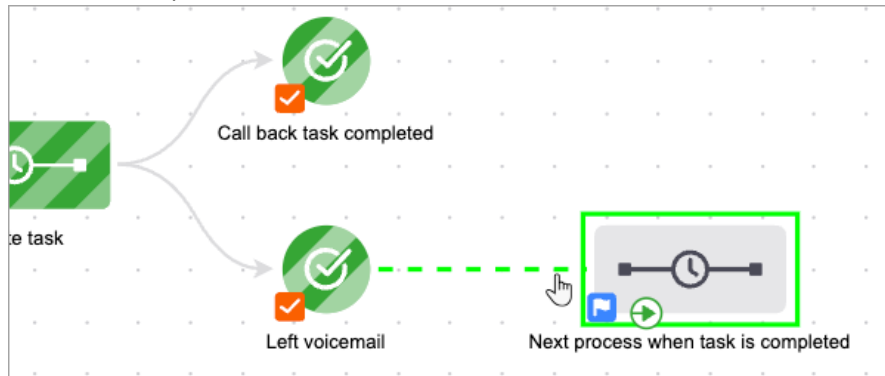 Call back task completed
te task
Left voicemail
Next process when task is completed